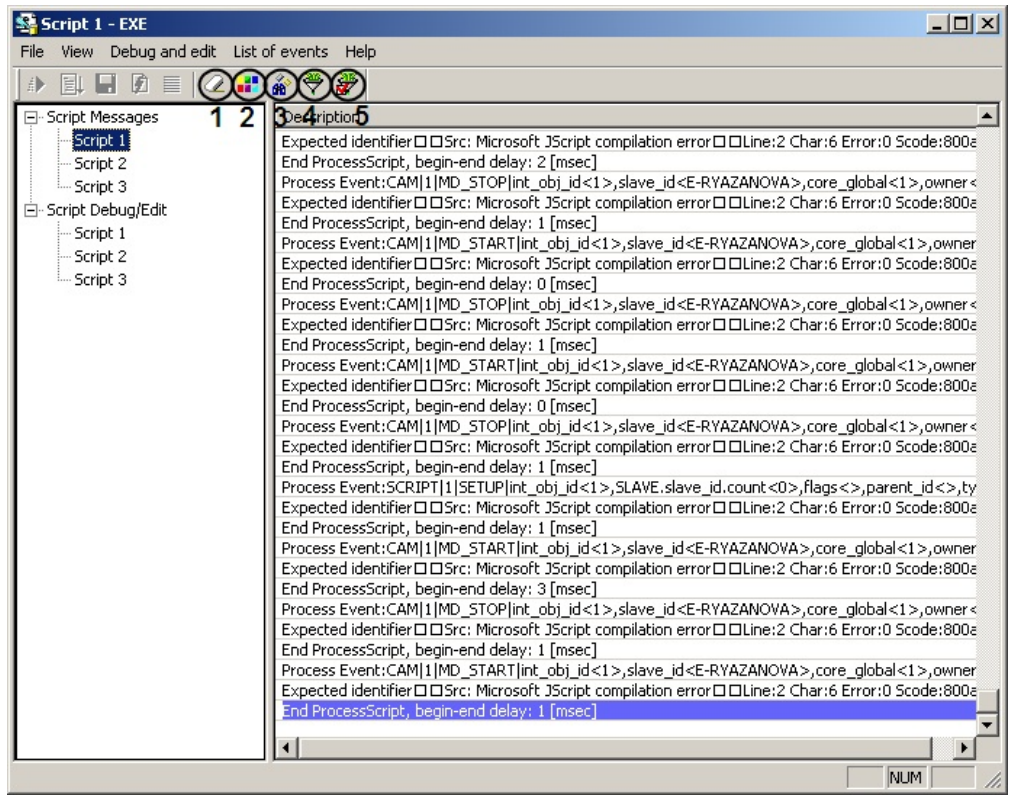 Script 1 - EXE
File View Debug and edit List of events Help
1 2 3 4 5
Script Messages
Script 1
Script 2
Script 3
Script Debug/Edit
Script 1
Script 2
Script 3
Description
Expected identifier□□Src: Microsoft JScript compilation error□□Line:2 Char:6 Error:0 Scode:800a
End ProcessScript, begin-end delay: 2 [msec]
Process Event:CAM|1|MD_STOP|int_obj_id<1>,slave_id<E-RYAZANOVA>,core_global<1>,owner<
Expected identifier□□Src: Microsoft JScript compilation error□□Line:2 Char:6 Error:0 Scode:800a
End ProcessScript, begin-end delay: 1 [msec]
Process Event:CAM|1|MD_START|int_obj_id<1>,slave_id<E-RYAZANOVA>,core_global<1>,owner
Expected identifier□□Src: Microsoft JScript compilation error□□Line:2 Char:6 Error:0 Scode:800a
End ProcessScript, begin-end delay: 0 [msec]
Process Event:CAM|1|MD_STOP|int_obj_id<1>,slave_id<E-RYAZANOVA>,core_global<1>,owner<
Expected identifier□□Src: Microsoft JScript compilation error□□Line:2 Char:6 Error:0 Scode:800a
End ProcessScript, begin-end delay: 1 [msec]
Process Event:CAM|1|MD_START|int_obj_id<1>,slave_id<E-RYAZANOVA>,core_global<1>,owner
Expected identifier□□Src: Microsoft JScript compilation error□□Line:2 Char:6 Error:0 Scode:800a
End ProcessScript, begin-end delay: 0 [msec]
Process Event:CAM|1|MD_STOP|int_obj_id<1>,slave_id<E-RYAZANOVA>,core_global<1>,owner<
Expected identifier□□Src: Microsoft JScript compilation error□□Line:2 Char:6 Error:0 Scode:800a
End ProcessScript, begin-end delay: 1 [msec]
Process Event:SCRIPT|1|SETUP|int_obj_id<1>,SLAVE.slave_id.count<0>,flags<>,parent_id<>,ty
Expected identifier□□Src: Microsoft JScript compilation error□□Line:2 Char:6 Error:0 Scode:800a
End ProcessScript, begin-end delay: 1 [msec]
Process Event:CAM|1|MD_START|int_obj_id<1>,slave_id<E-RYAZANOVA>,core_global<1>,owner
Expected identifier□□Src: Microsoft JScript compilation error□□Line:2 Char:6 Error:0 Scode:800a
End ProcessScript, begin-end delay: 3 [msec]
Process Event:CAM|1|MD_STOP|int_obj_id<1>,slave_id<E-RYAZANOVA>,core_global<1>,owner<
Expected identifier□□Src: Microsoft JScript compilation error□□Line:2 Char:6 Error:0 Scode:800a
End ProcessScript, begin-end delay: 1 [msec]
Process Event:CAM|1|MD_START|int_obj_id<1>,slave_id<E-RYAZANOVA>,core_global<1>,owner
Expected identifier□□Src: Microsoft JScript compilation error□□Line:2 Char:6 Error:0 Scode:800a
End ProcessScript, begin-end delay: 1 [msec]
NUM